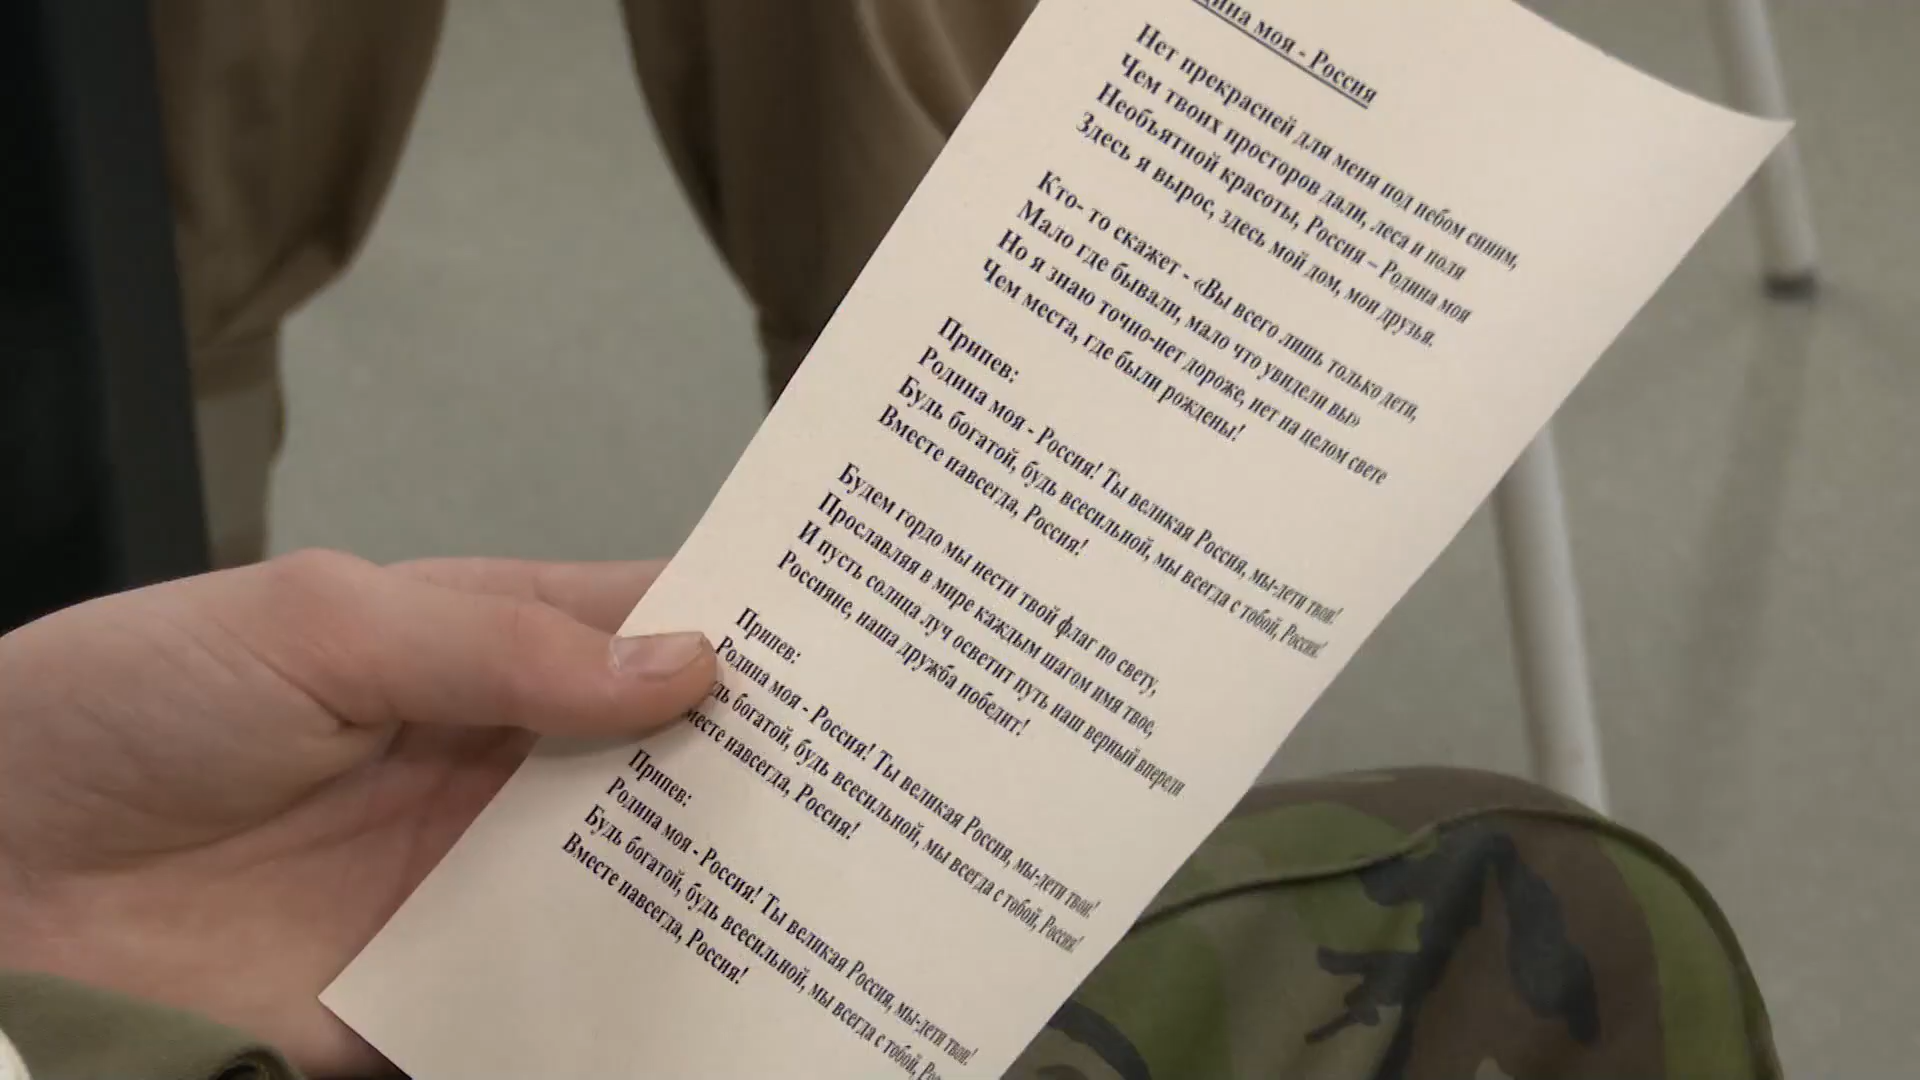 моя - Россия
Нет прекрасней для меня под небом синим,
Чем твоих просторов дали, леса и поля
Необъятной красоты, Россия – Родина моя
Здесь я вырос, здесь мой дом, мои друзья.
Кто- то скажет - «Вы всего лишь только дети,
Мало где бывали, мало что увидели вы»
Но я знаю точно-нет дороже, нет на целом свете
Чем места, где были рождены!
Припев:
Родина моя - Россия! Ты великая Россия, мы-дети твои!
Будь богатой, будь всесильной, мы всегда с тобой, Россия!
Вместе навсегда, Россия!
Будем гордо мы нести твой флаг по свету,
Прославляя в мире каждым шагом имя твое,
И пусть солнца луч осветит путь наш верный впереди
Россияне, наша дружба победит!
Припев:
Родина моя - Россия! Ты великая Россия, мы-дети твои!
богатой, будь всесильной, мы всегда с тобой, Россия!
навсегда, Россия!
Припев:
Родина моя - Россия! Ты великая Россия, мы-дети твои!
Будь богатой, будь всесильной, мы всегда с тобой,
Вместе навсегда, Россия!